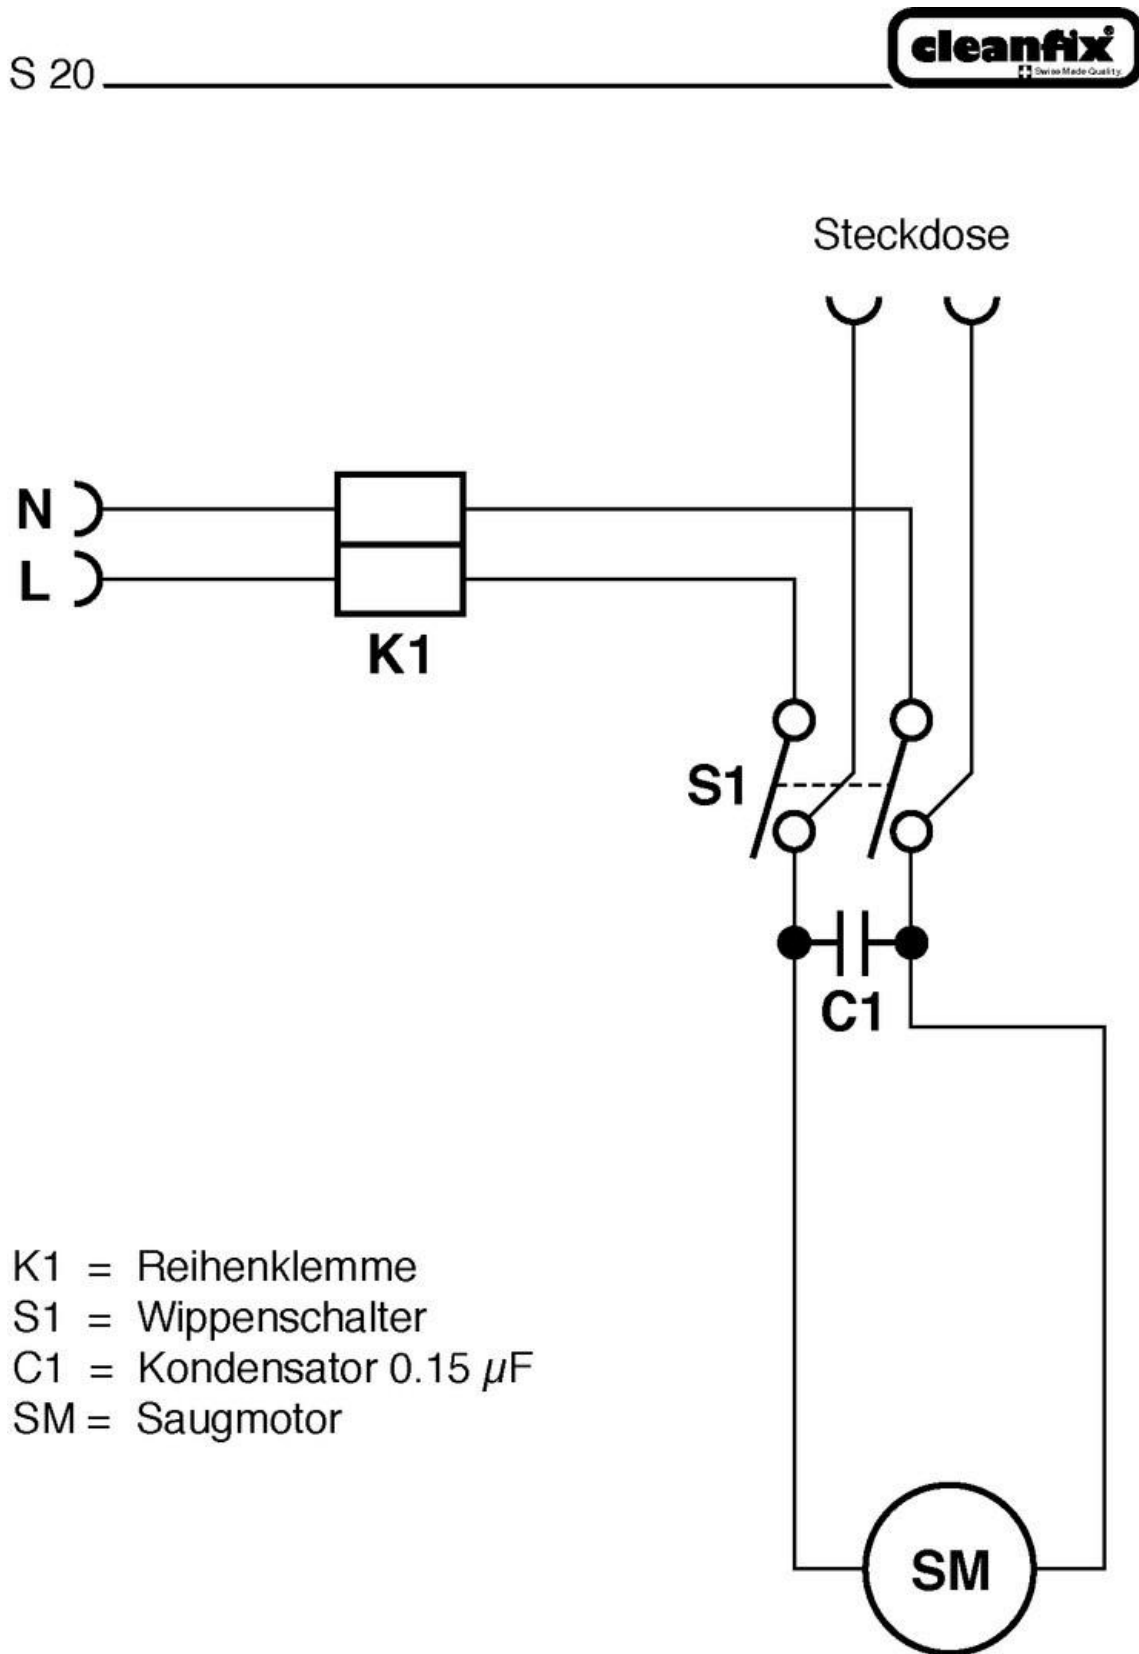 S 20
cleanfix®
Swiss Made Quality.
Steckdose
N
L
K1
S1
C1
K1 = Reihenklemme
S1 = Wippenschalter
C1 = Kondensator 0.15 µF
SM = Saugmotor
SM